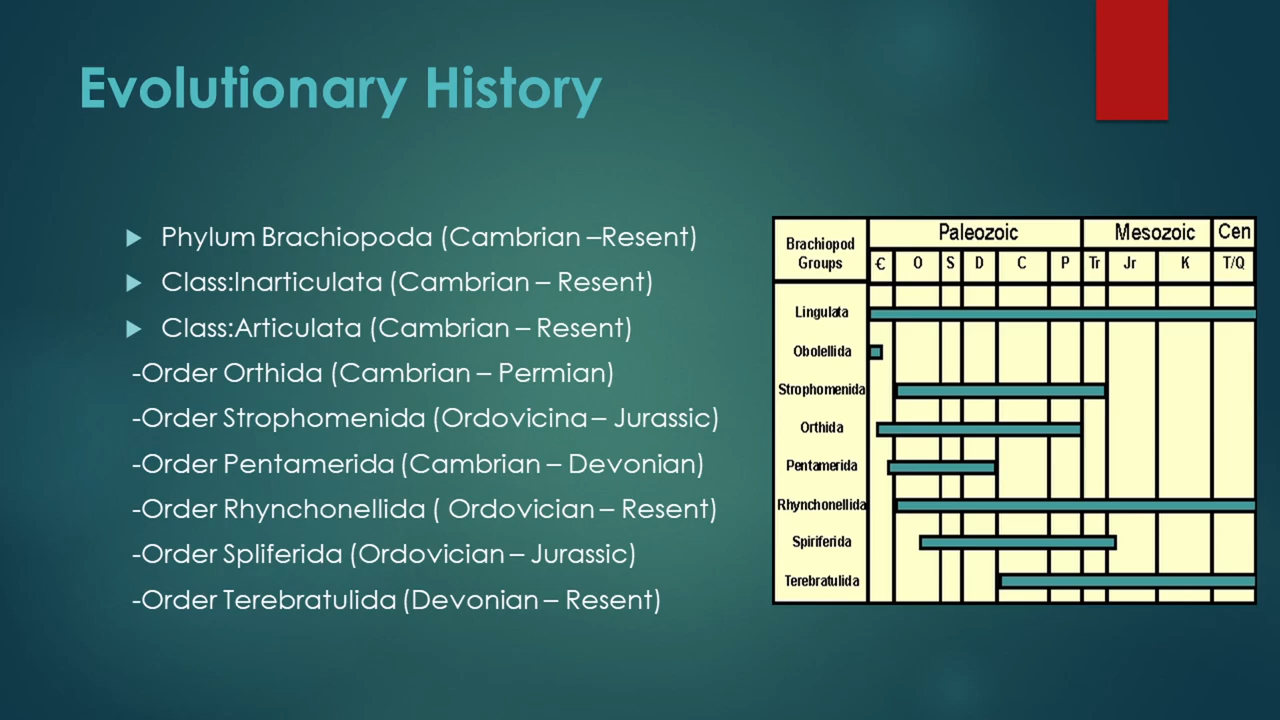 Evolutionary History
Phylum Brachiopoda (Cambrian –Resent)
Class:Inarticulata (Cambrian – Resent)
Class:Articulata (Cambrian – Resent)
-Order Orthida (Cambrian – Permian)
-Order Strophomenida (Ordovicina – Jurassic)
-Order Pentamerida (Cambrian – Devonian)
-Order Rhynchonellida ( Ordovician – Resent)
-Order Spliferida (Ordovician – Jurassic)
-Order Terebratulida (Devonian – Resent)
Brachiopod Paleozoic Mesozoic Cen
Groups € O S D C P Tr Jr K T/Q
Lingulata
Obolellida
Strophomenida
Orthida
Pentamerida
Rhynchonellida
Spiriferida
Terebratulida